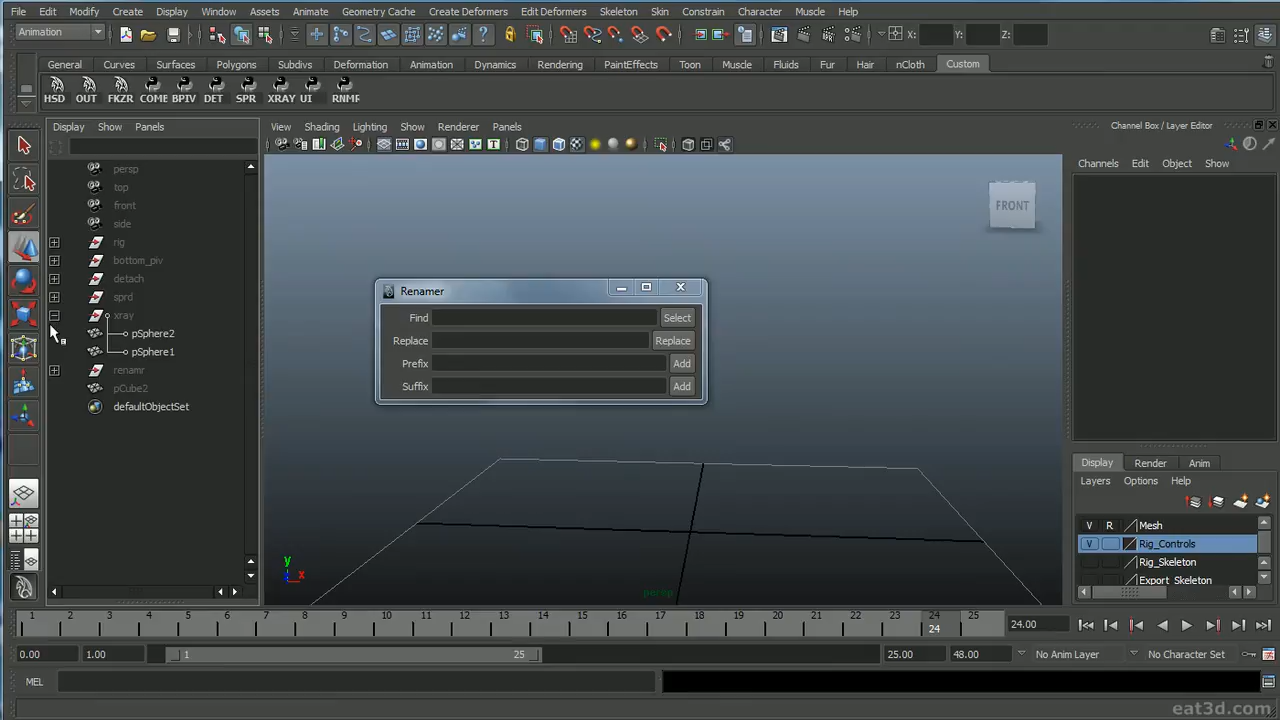 File Edit Modify Create Display Window Assets Animate Geometry Cache Create Deformers Edit Deformers Skeleton Skin Constrain Character Muscle Help
Animation X: Y: Z:
General Curves Surfaces Polygons Subdivs Deformation Animation Dynamics Rendering PaintEffects Toon Muscle Fluids Fur Hair nCloth Custom
HSD OUT FKZR COME BPIV DET SPR XRAY UI RNMR
Display Show Panels
View Shading Lighting Show Renderer Panels
Channel Box / Layer Editor
Channels Edit Object Show
persp
top
front
side
rig
bottom_piv
detach
sprd
xray
pSphere2
pSphere1
renamr
pCube2
defaultObjectSet
FRONT
Renamer
Find Select
Replace Replace
Prefix Add
Suffix Add
y
x
persp
Display Render Anim
Layers Options Help
V R Mesh
V Rig_Controls
Rig_Skeleton
Export_Skeleton
1 2 3 4 5 6 7 8 9 10 11 12 13 14 15 16 17 18 19 20 21 22 23 24 25
24
24.00
0.00 1.00 1 25 25.00 48.00 No Anim Layer No Character Set
MEL
eat3d.com